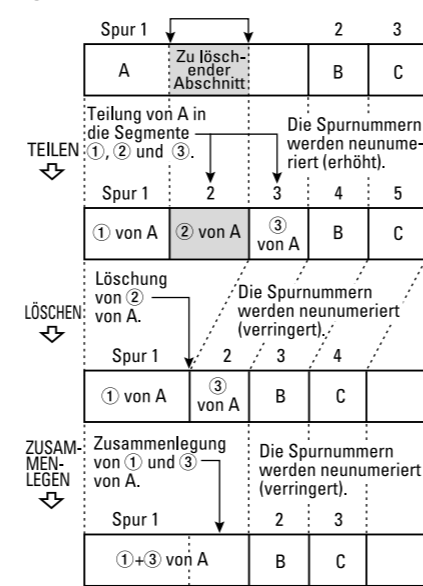 Spur 1 2 3
A Zu lösch-
ender
Abschnitt B C
Teilung von A in
die Segmente
①, ② und ③.
Die Spurnummern
werden neunume-
riert (erhöht).
TEILEN
Spur 1 2 3 4 5
① von A ② von A ③
von A B C
Löschung
von ②
von A.
Die Spurnummern
werden neunumeriert
(verringert).
LÖSCHEN
Spur 1 2 3 4
① von A ③
von A B C
ZUSAM-
MEN-
LEGEN
Zusammenlegung
von ① und ③
von A.
Die Spurnummern
werden neunumeriert
(verringert).
Spur 1 2 3
①+③ von A B C